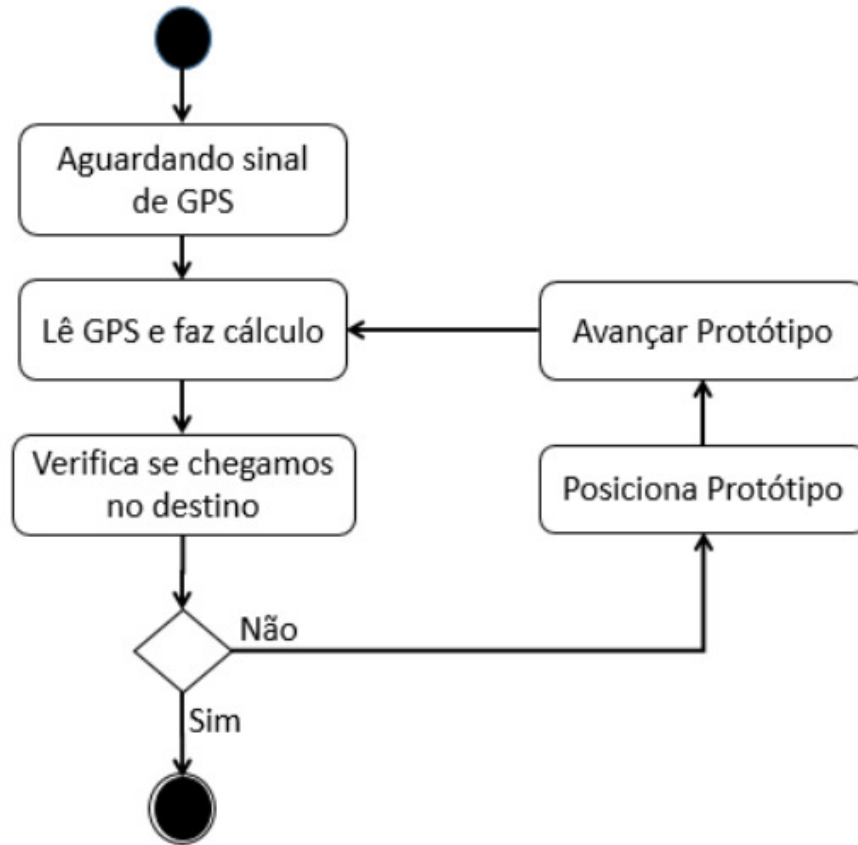 Aguardando sinal
de GPS
Lê GPS e faz cálculo
Avançar Protótipo
Verifica se chegamos
no destino
Posiciona Protótipo
Não
Sim